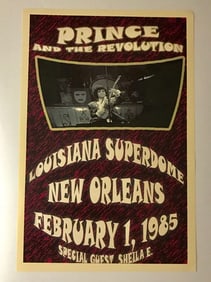 PRINCE
AND THE REVOLUTION
LOUISIANA SUPERDOME
NEW ORLEANS
FEBRUARY 1, 1985
SPECIAL GUEST SHEILA E.